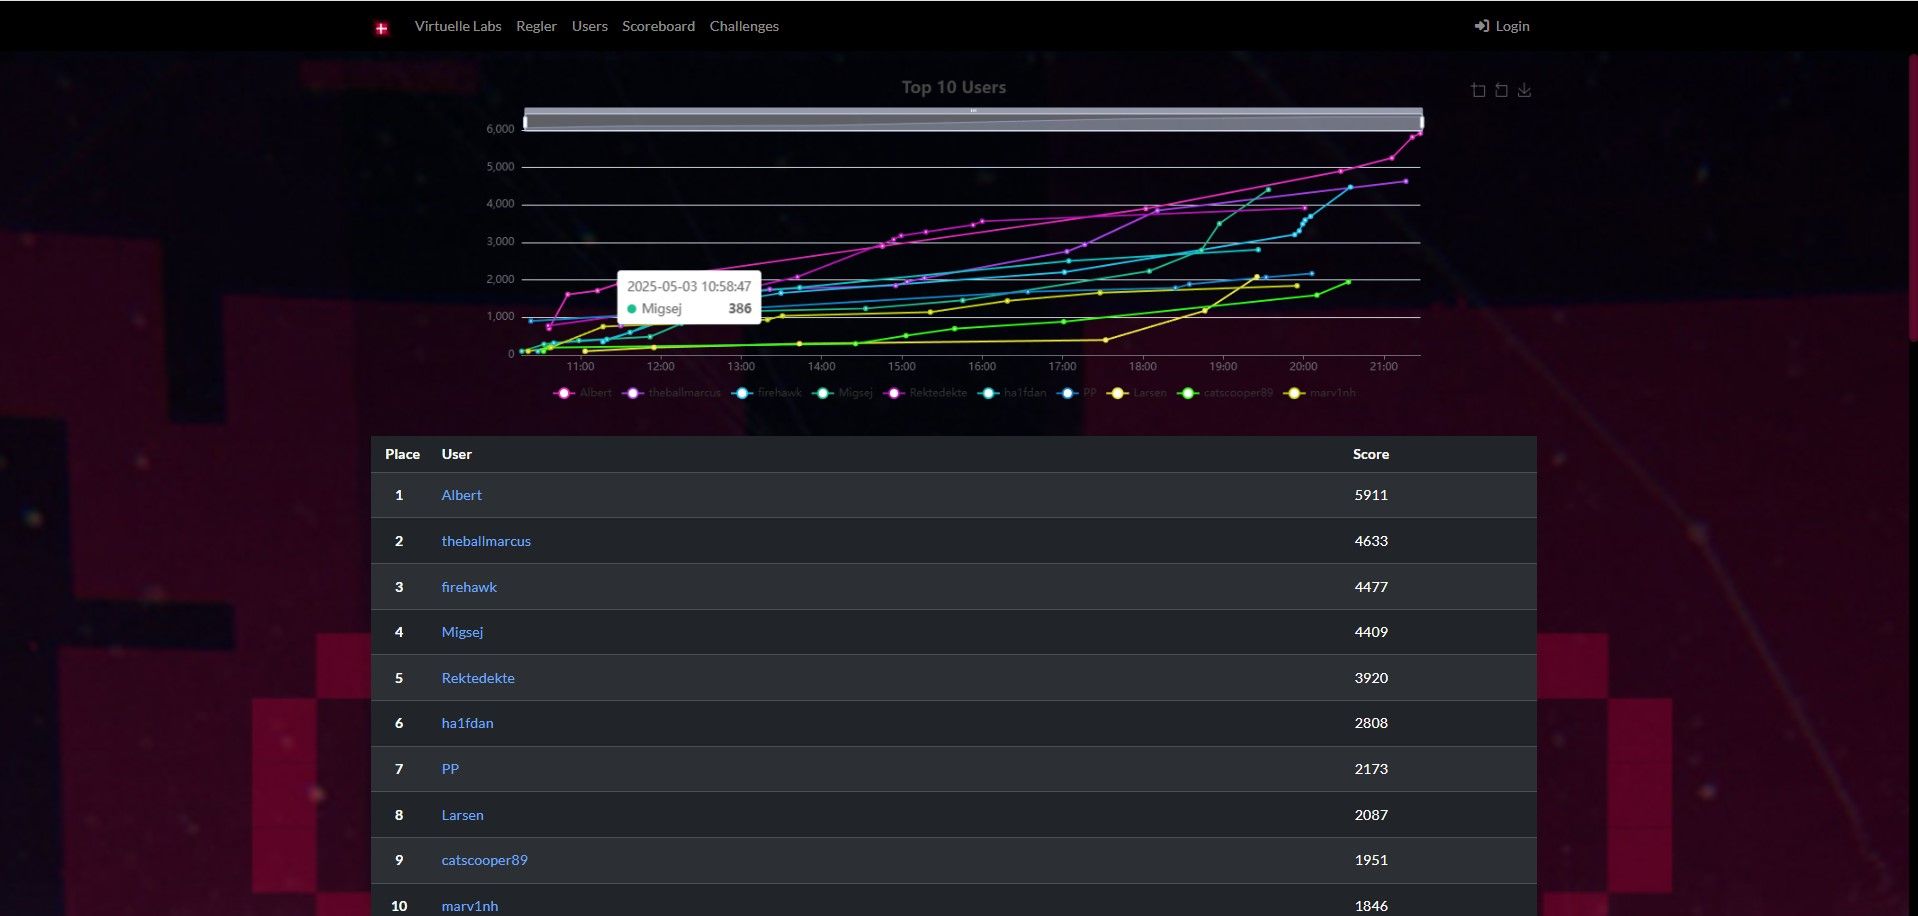 Virtuelle Labs Regler Users Scoreboard Challenges Login
Top 10 Users
6,000
5,000
4,000
3,000
2,000
1,000
0
2025-05-03 10:58:47
Migsej 386
11:00 12:00 13:00 14:00 15:00 16:00 17:00 18:00 19:00 20:00 21:00
Albert theballmarcus firehawk Migsej Rektedekte ha1fdan PP Larsen catscooper89 marv1nh
Place User Score
1 Albert 5911
2 theballmarcus 4633
3 firehawk 4477
4 Migsej 4409
5 Rektedekte 3920
6 ha1fdan 2808
7 PP 2173
8 Larsen 2087
9 catscooper89 1951
10 marv1nh 1846